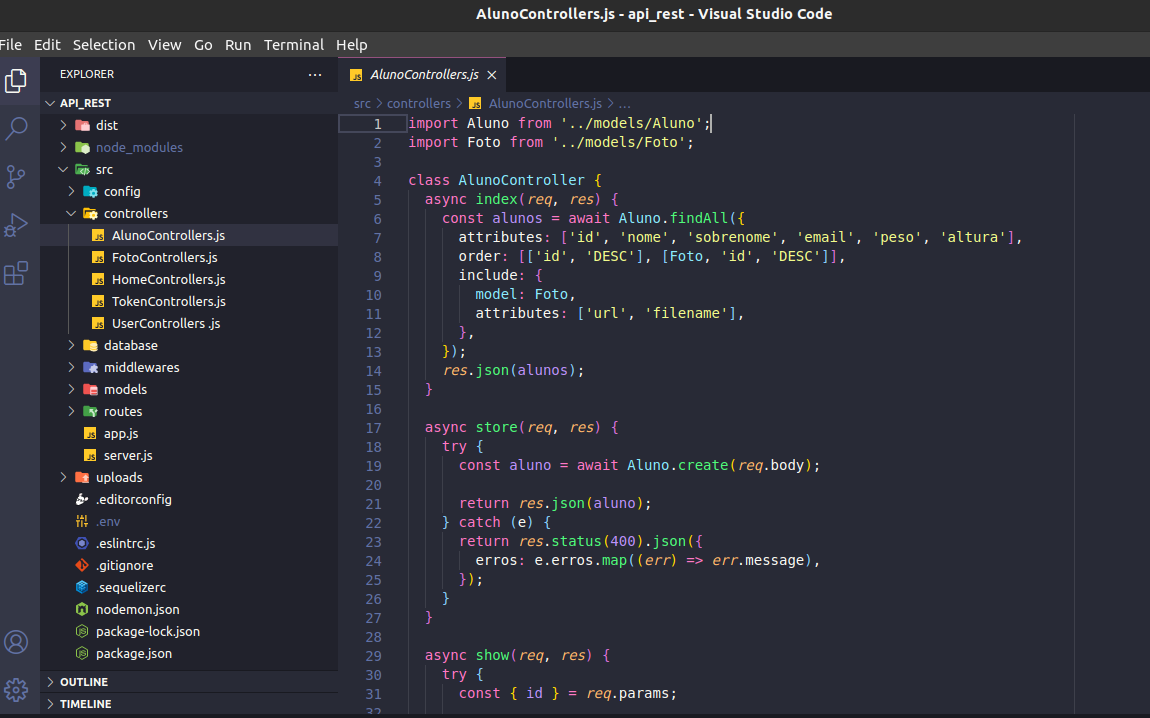 AlunoControllers.js - api_rest - Visual Studio Code
File Edit Selection View Go Run Terminal Help
EXPLORER
API_REST
dist
node_modules
src
config
controllers
AlunoControllers.js
FotoControllers.js
HomeControllers.js
TokenControllers.js
UserControllers .js
database
middlewares
models
routes
app.js
server.js
uploads
.editorconfig
.env
.eslintrc.js
.gitignore
.sequelizerc
nodemon.json
package-lock.json
package.json
OUTLINE
TIMELINE
AlunoControllers.js
src > controllers > AlunoControllers.js > ...
1 import Aluno from '../models/Aluno';
2 import Foto from '../models/Foto';
3
4 class AlunoController {
5 async index(req, res) {
6 const alunos = await Aluno.findAll({
7 attributes: ['id', 'nome', 'sobrenome', 'email', 'peso', 'altura'],
8 order: [['id', 'DESC'], [Foto, 'id', 'DESC']],
9 include: {
10 model: Foto,
11 attributes: ['url', 'filename'],
12 },
13 });
14 res.json(alunos);
15 }
16
17 async store(req, res) {
18 try {
19 const aluno = await Aluno.create(req.body);
20
21 return res.json(aluno);
22 } catch (e) {
23 return res.status(400).json({
24 erros: e.erros.map((err) => err.message),
25 });
26 }
27 }
28
29 async show(req, res) {
30 try {
31 const { id } = req.params;
32